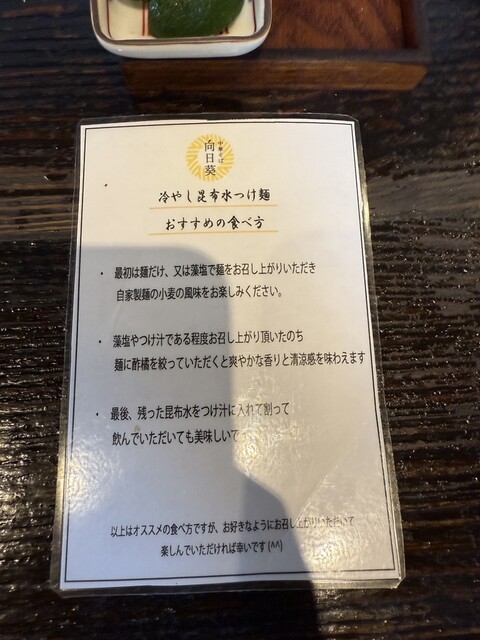 中華そば
向日葵
冷やし昆布水つけ麺
おすすめの食べ方
・ 最初は麺だけ、又は藻塩で麺をお召し上がりいただき
自家製麺の小麦の風味をお楽しみください。
・ 藻塩やつけ汁である程度お召し上がり頂いたのち
麺に酢橘を絞っていただくと爽やかな香りと清涼感を味わえます
・ 最後、残った昆布水をつけ汁に入れて割って
飲んでいただいても美味しいで
以上はオススメの食べ方ですが、お好きなようにお召し上がりいただいて
楽しんでいただければ幸いです (^^)